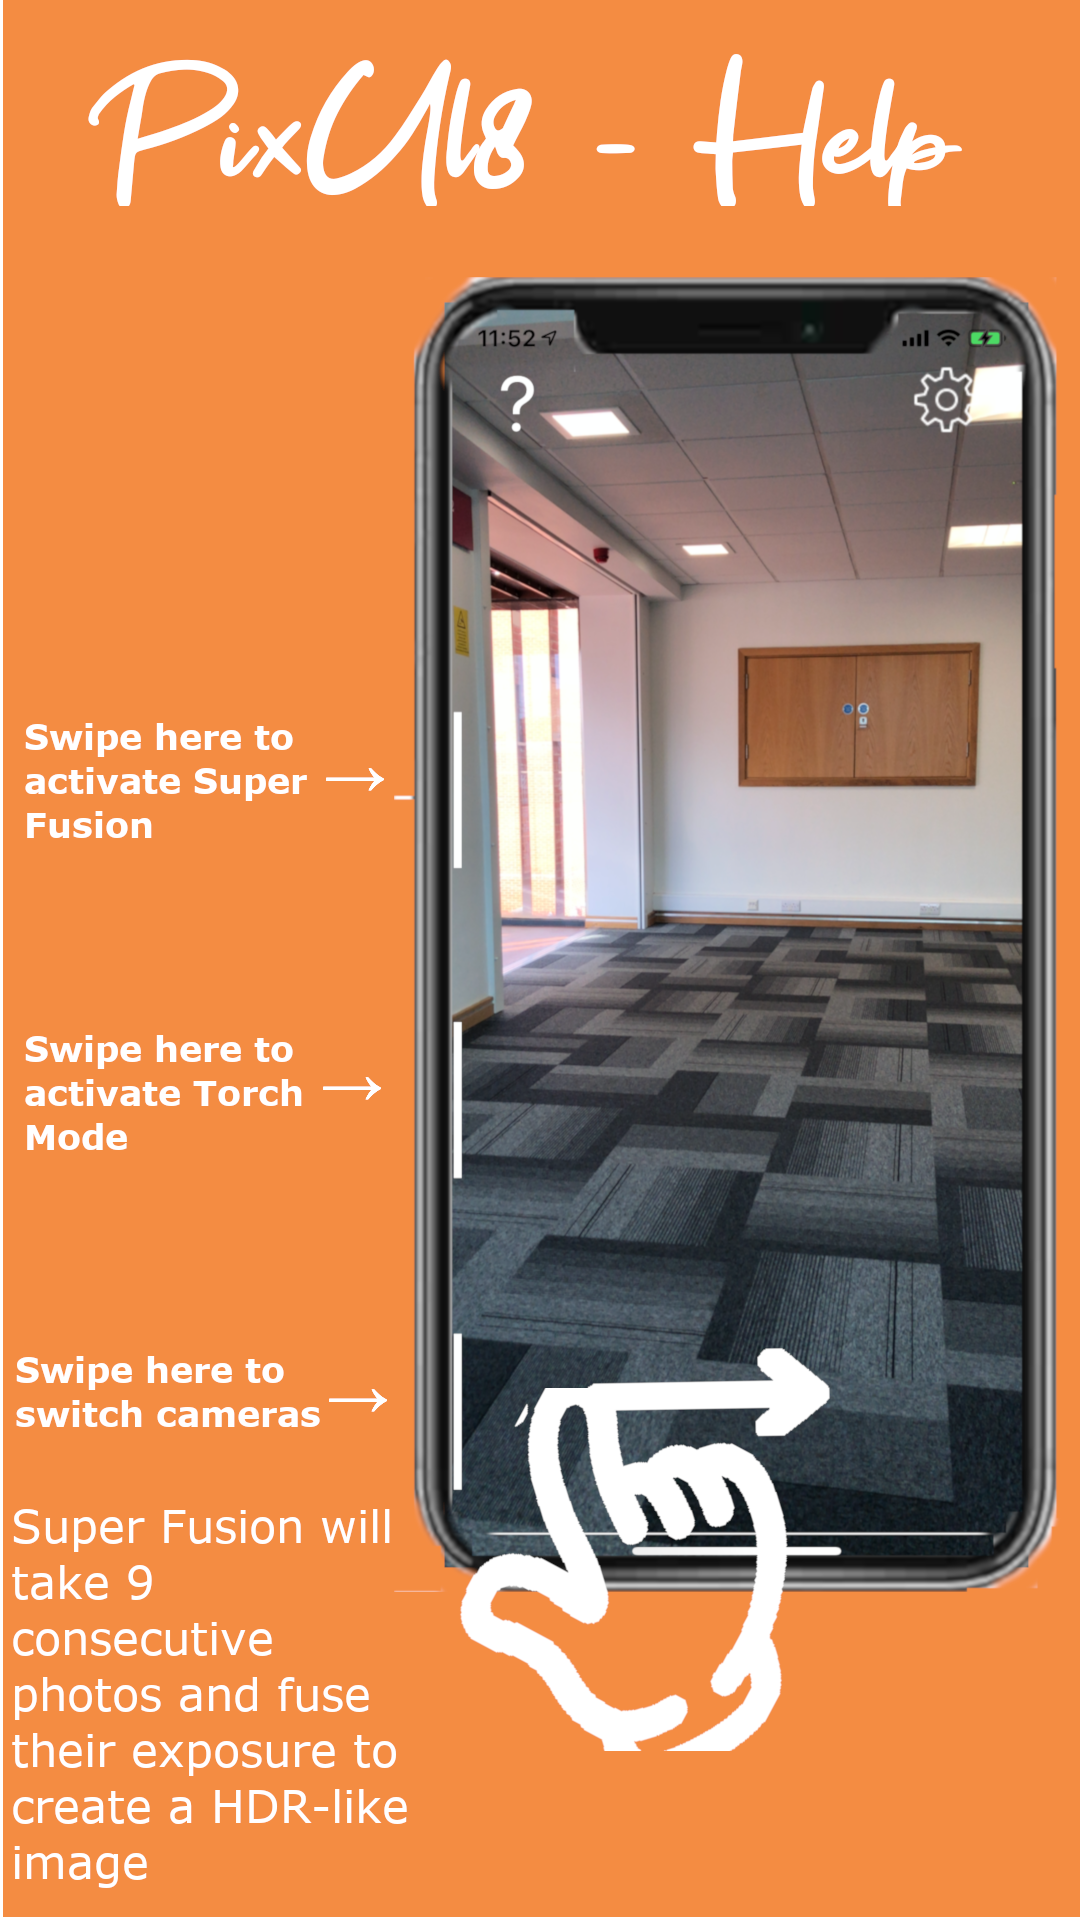 PixUl8 - Help
11:52
?
Swipe here to
activate Super
Fusion
Swipe here to
activate Torch
Mode
Swipe here to
switch cameras
Super Fusion will
take 9
consecutive
photos and fuse
their exposure to
create a HDR-like
image